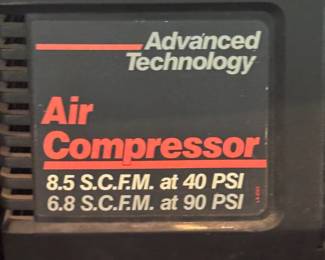 Advanced
Technology
Air
Compressor
8.5 S.C.F.M. at 40 PSI
6.8 S.C.F.M. at 90 PSI